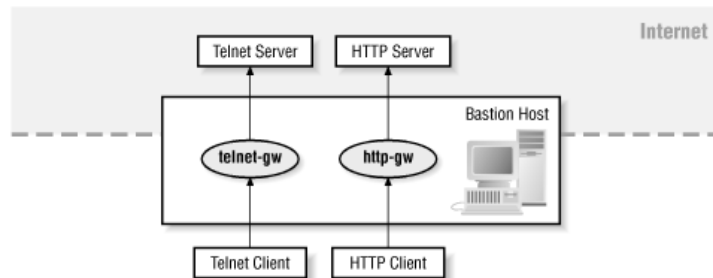 Internet
Telnet Server
HTTP Server
Bastion Host
telnet-gw
http-gw
Telnet Client
HTTP Client